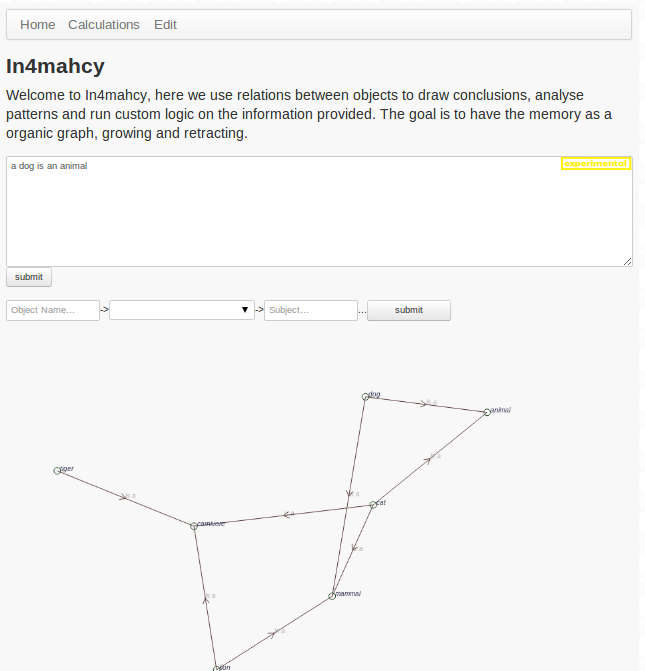 Home Calculations Edit
In4mahcy
Welcome to In4mahcy, here we use relations between objects to draw conclusions, analyse
patterns and run custom logic on the information provided. The goal is to have the memory as a
organic graph, growing and retracting.
a dog is an animal
experimental
submit
Object Name... -> -> Subject... ... submit
dog
is a
animal
is a
tiger
is a
is a
cat
is a
carnivore
is a
is a
mammal
is a
lion